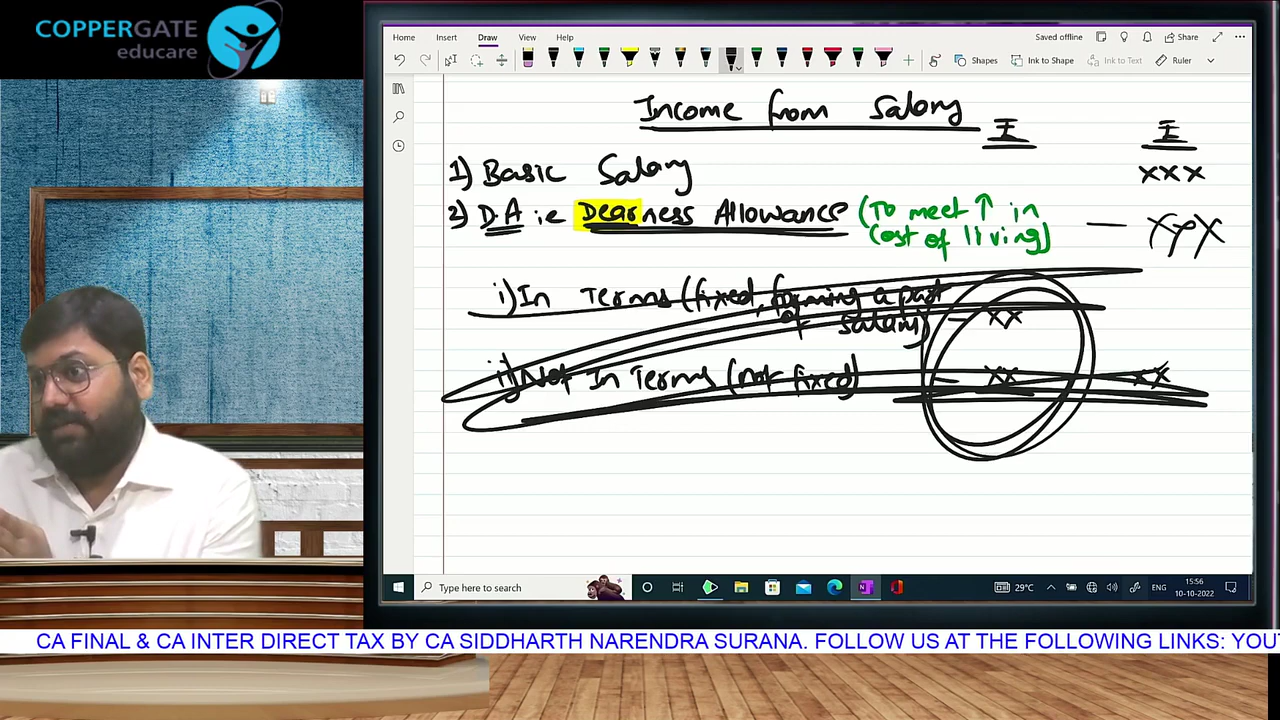 COPPERGATE
educare
Home Insert Draw View Help
Saved offline
Share
Shapes
Ink to Shape
Ink to Text
Ruler
Income from Salary
₹ ₹
1) Basic Salary xxx
2) D.A ie Dearness Allowance (To meet ↑ in
cost of living) — xxx
i) In Terms (fixed, forming a part
of salary) — xx
ii) Not In Terms (not fixed) — xx xx
Type here to search
29°C
ENG
15:56
10-10-2022
CA FINAL & CA INTER DIRECT TAX BY CA SIDDHARTH NARENDRA SURANA. FOLLOW US AT THE FOLLOWING LINKS: YOU